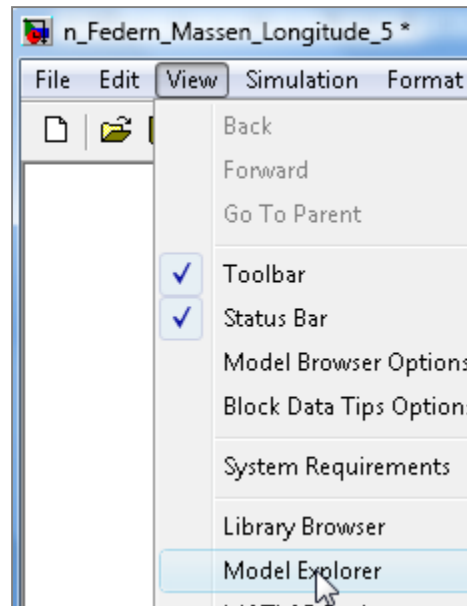 n_Federn_Massen_Longitude_5 *
File Edit View Simulation Format
Back
Forward
Go To Parent
Toolbar
Status Bar
Model Browser Options
Block Data Tips Options
System Requirements
Library Browser
Model Explorer